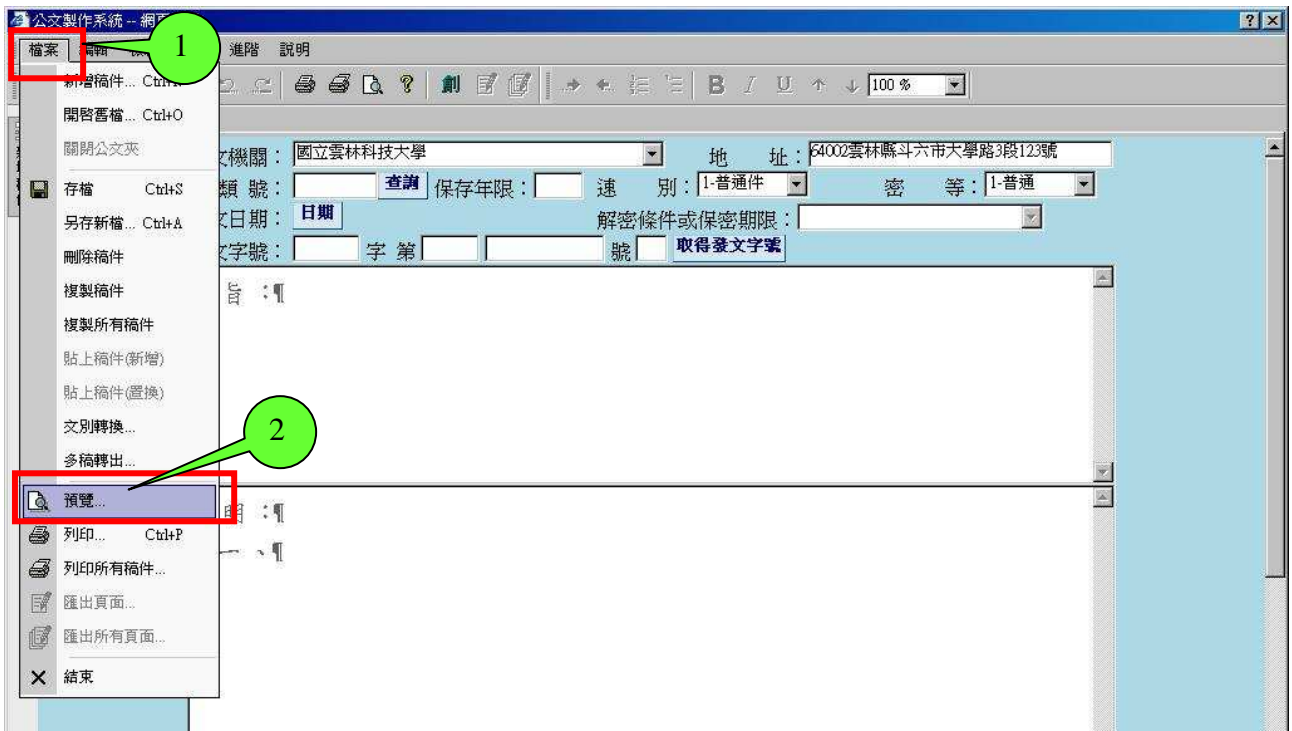 公文製作系統 -- 網頁
檔案 編輯 進階 說明
1
100 %
新增稿件... Ctrl+N
開啓舊檔... Ctrl+O
關閉公文夾
存檔 Ctrl+S
另存新檔... Ctrl+A
刪除稿件
複製稿件
複製所有稿件
貼上稿件(新增)
貼上稿件(置換)
文別轉換...
多稿轉出...
預覽...
列印... Ctrl+P
列印所有稿件...
匯出頁面...
匯出所有頁面...
結束
2
文機關： 國立雲林科技大學 地 址： 64002雲林縣斗六市大學路3段123號
類 號： 查詢 保存年限： 速 別： 1-普通件 密 等： 1-普通
文日期： 日期 解密條件或保密期限：
文字號： 字 第 號 取得發文字號
旨 ：¶
明 ：¶
一 、¶